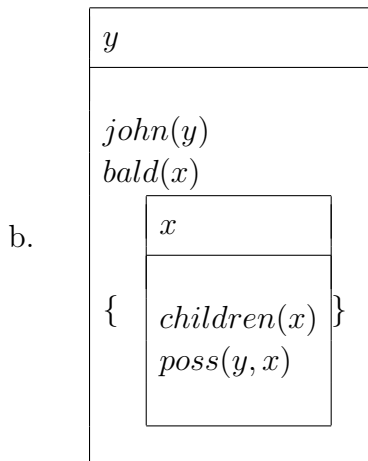 y
john(y)
bald(x)
b.
x
{ children(x) }
poss(y, x)